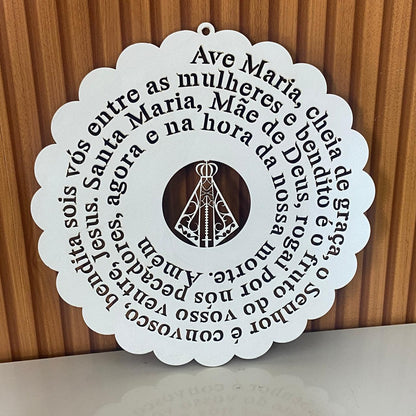 Ave Maria, cheia de graça, o Senhor é convosco, bendita sois vós entre as mulheres e bendito é o fruto do vosso ventre, Jesus. Santa Maria, Mãe de Deus, rogai por nós pecadores, agora e na hora da nossa morte. Amém